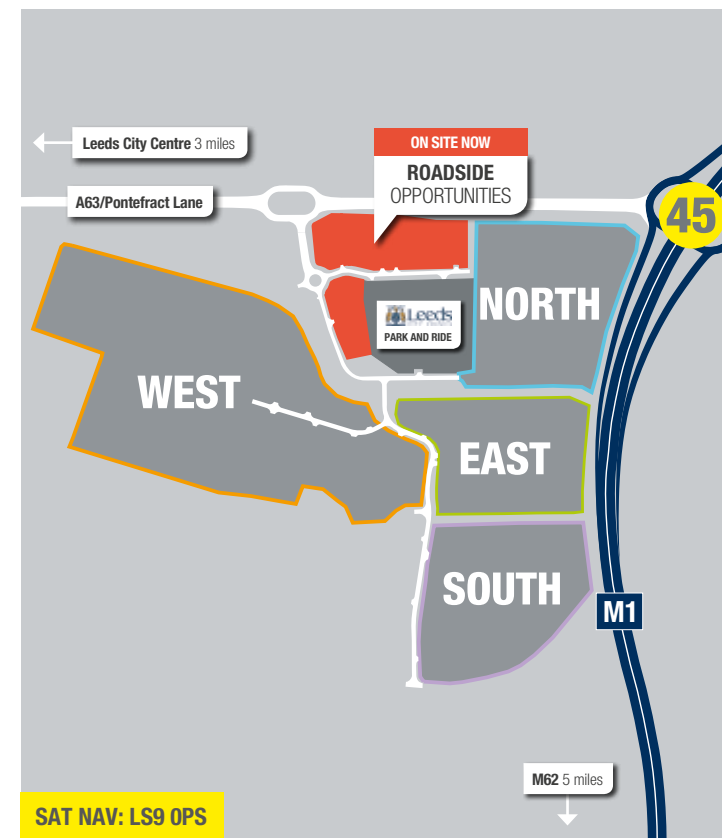 Leeds City Centre 3 miles
ON SITE NOW
ROADSIDE
OPPORTUNITIES
A63/Pontefract Lane
45
NORTH
Leeds
PARK AND RIDE
WEST
EAST
SOUTH
M1
M62 5 miles
SAT NAV: LS9 0PS